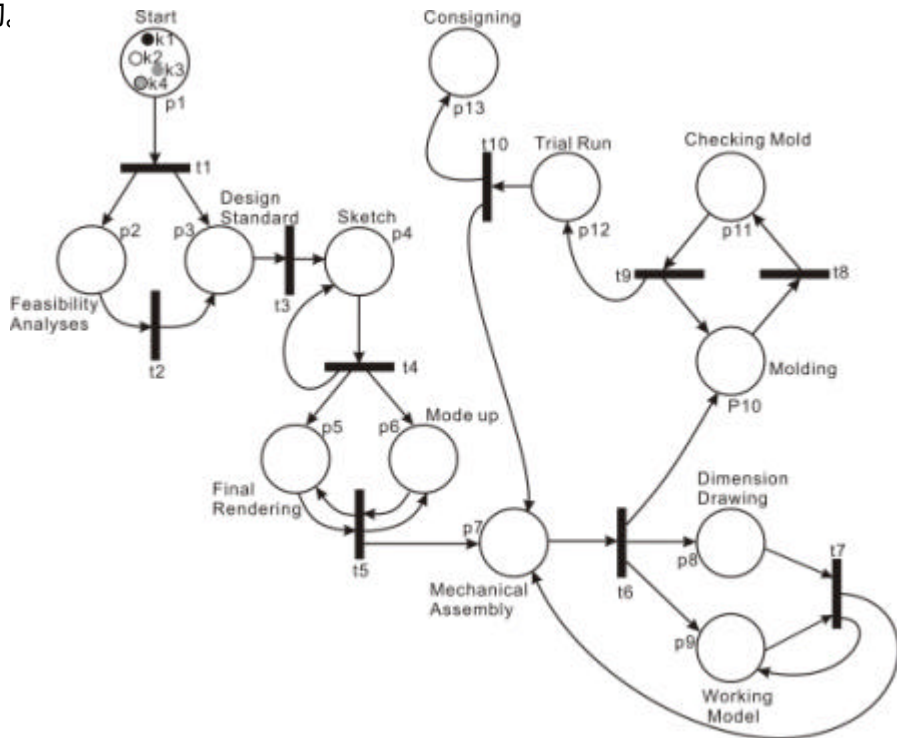 Start
k1
k2
k3
k4
p1
t1
p2
p3
Design
Standard
Feasibility
Analyses
t2
t3
Sketch
p4
t4
p5
p6
Mode up
Final
Rendering
t5
Consigning
p13
t10
Trial Run
p12
Checking Mold
p11
t9
t8
Molding
P10
p7
Mechanical
Assembly
t6
Dimension
Drawing
p8
t7
p9
Working
Model